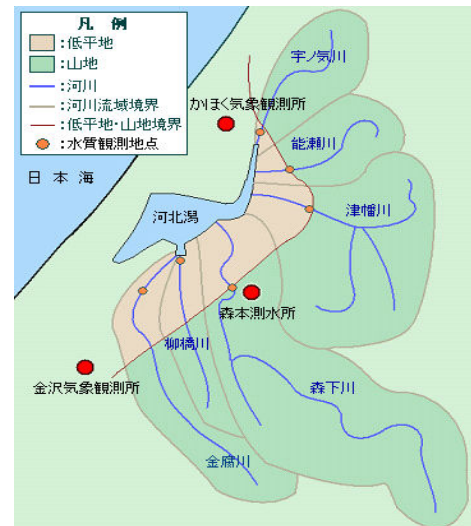 凡 例
:低平地
:山地
:河川
:河川流域境界
:低平地・山地境界
:水質観測地点
宇ノ気川
かほく気象観測所
能瀬川
日本海
津幡川
河北潟
森本測水所
柳橋川
金沢気象観測所
森下川
金腐川